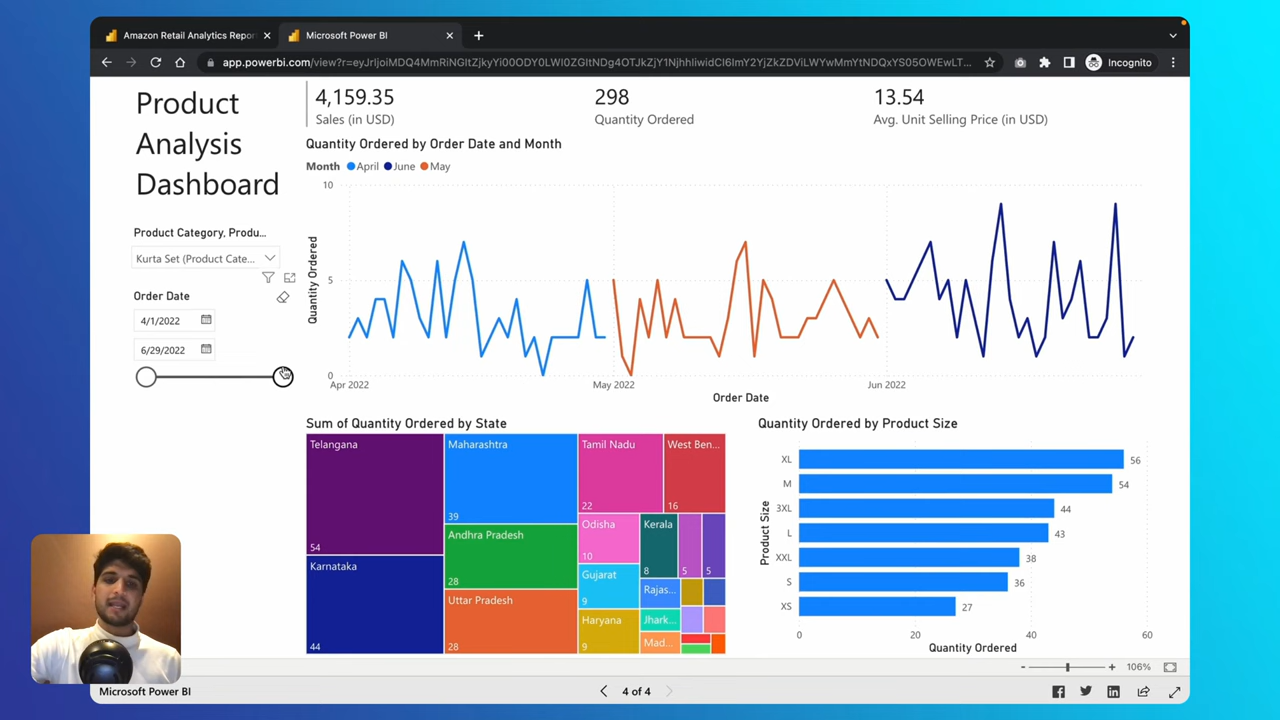 Amazon Retail Analytics Repor
Microsoft Power BI
Incognito
Product
Analysis
Dashboard
4,159.35
Sales (in USD)
298
Quantity Ordered
13.54
Avg. Unit Selling Price (in USD)
Product Category, Produ...
Kurta Set (Product Cate...
Order Date
4/1/2022
6/29/2022
Quantity Ordered by Order Date and Month
Month April June May
Quantity Ordered
10
5
0
Apr 2022
May 2022
Jun 2022
Order Date
Sum of Quantity Ordered by State
Telangana
54
Karnataka
44
Maharashtra
39
Andhra Pradesh
28
Uttar Pradesh
28
Tamil Nadu
22
West Ben...
16
Odisha
10
Gujarat
9
Haryana
9
Kerala
8
5
5
Rajas...
Jhark...
Mad...
Quantity Ordered by Product Size
Product Size
XL 56
M 54
3XL 44
L 43
XXL 38
S 36
XS 27
0 20 40 60
Quantity Ordered
- + 106%
Microsoft Power BI
4 of 4